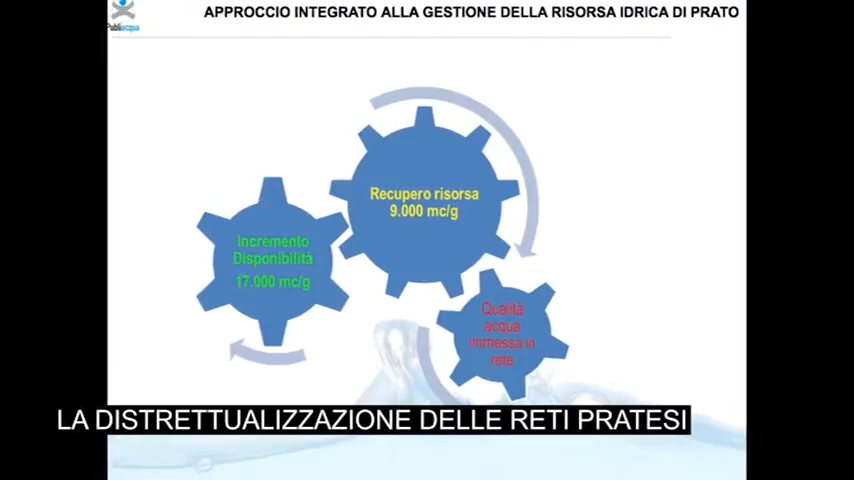 APPROCCIO INTEGRATO ALLA GESTIONE DELLA RISORSA IDRICA DI PRATO
Publiacqua
Recupero risorsa
9.000 mc/g
Incremento
Disponibilità
17.000 mc/g
Qualità
acqua
immessa in
rete
LA DISTRETTUALIZZAZIONE DELLE RETI PRATESI